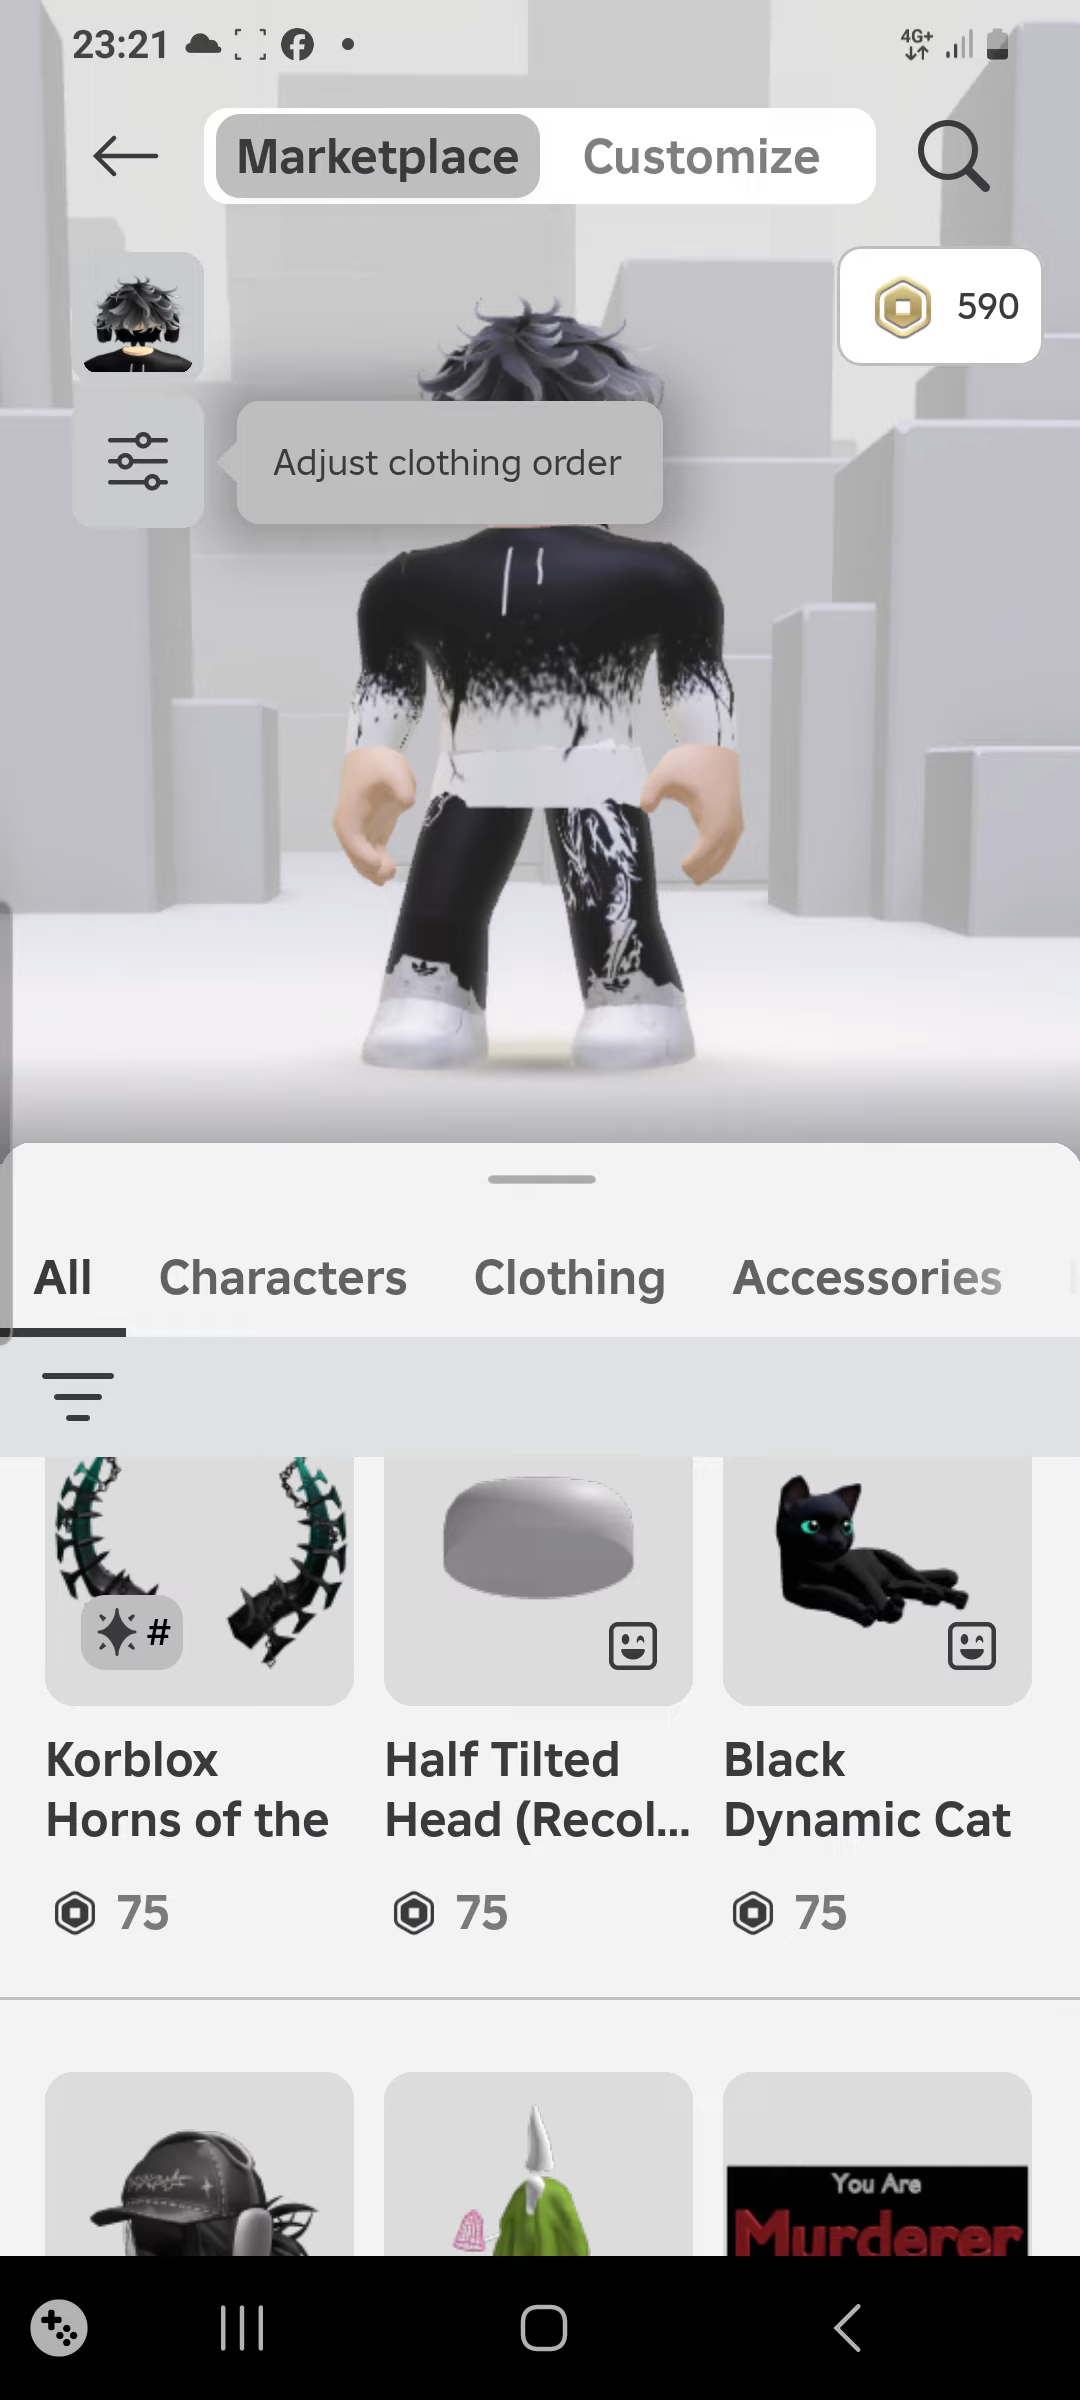 23:21
4G+
Marketplace
Customize
590
Adjust clothing order
All
Characters
Clothing
Accessories
#
Korblox
Horns of the
75
Half Tilted
Head (Recol...
75
Black
Dynamic Cat
75
You Are
Murderer